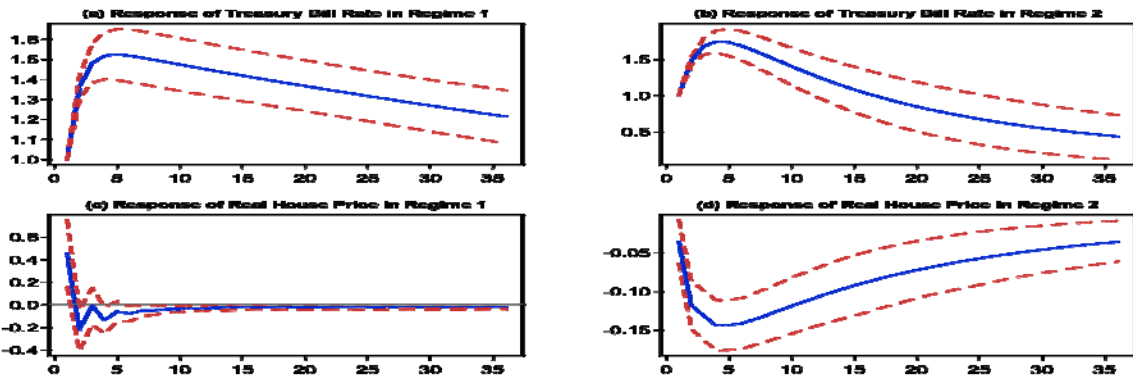 (a) Response of Treasury Bill Rate in Regime 1
1.6
1.5
1.4
1.3
1.2
1.1
1.0
0 5 10 15 20 25 30 35
(b) Response of Treasury Bill Rate in Regime 2
1.5
1.0
0.5
0 5 10 15 20 25 30 35
(c) Response of Real House Price in Regime 1
0.6
0.4
0.2
0.0
-0.2
-0.4
0 5 10 15 20 25 30 35
(d) Response of Real House Price in Regime 2
-0.05
-0.10
-0.15
0 5 10 15 20 25 30 35